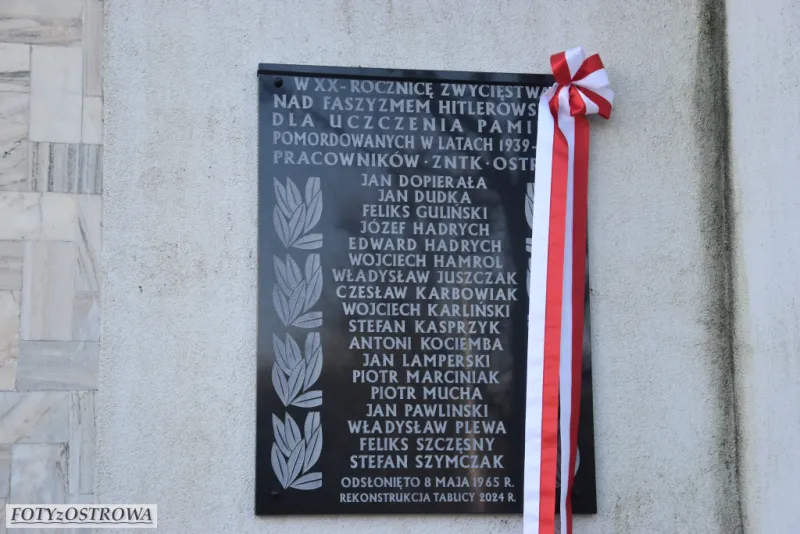 W XX-ROCZNICĘ ZWYCIĘSTWA
NAD FASZYZMEM HITLEROWS
DLA UCZCZENIA PAMI
POMORDOWANYCH W LATACH 1939-
PRACOWNIKÓW · ZNTK · OSTR
JAN DOPIERAŁA
JAN DUDKA
FELIKS GULIŃSKI
JÓZEF HADRYCH
EDWARD HADRYCH
WOJCIECH HAMROL
WŁADYSŁAW JUSZCZAK
CZESŁAW KARBOWIAK
WOJCIECH KARLIŃSKI
STEFAN KASPRZYK
ANTONI KOCIEMBA
JAN LAMPERSKI
PIOTR MARCINIAK
PIOTR MUCHA
JAN PAWLIŃSKI
WŁADYSŁAW PLEWA
FELIKS SZCZĘSNY
STEFAN SZYMCZAK
ODSŁONIĘTO 8 MAJA 1965 R.
REKONSTRUKCJA TABLICY 2024 R.
FOTYzOSTROWA